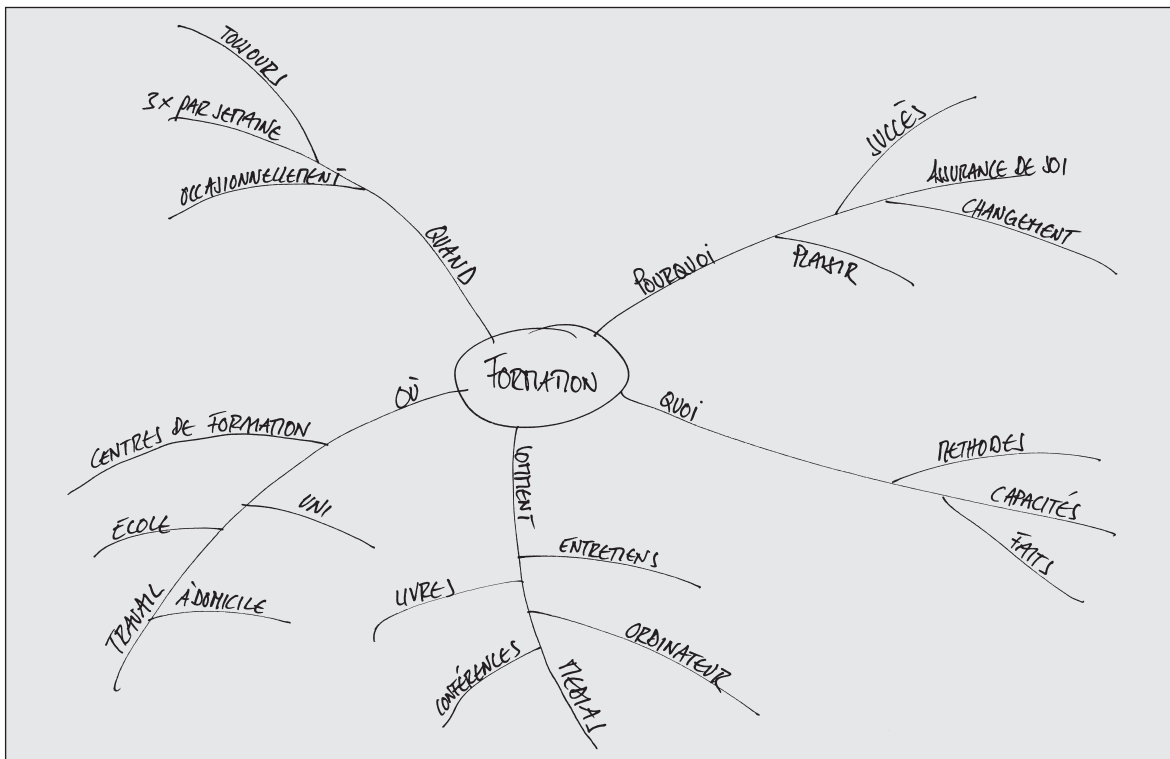 TOUJOURS
3X PAR SEMAINE
OCCASIONNELLEMENT
QUAND
SUCCÈS
ASSURANCE DE SOI
CHANGEMENT
PLAISIR
POURQUOI
FORMATION
OÙ
CENTRES DE FORMATION
UNI
ECOLE
À DOMICILE
TRAVAIL
QUOI
METHODES
CAPACITÉS
FAITS
COMMENT
ENTRETIENS
LIVRES
ORDINATEUR
CONFÉRENCES
MEDIAS